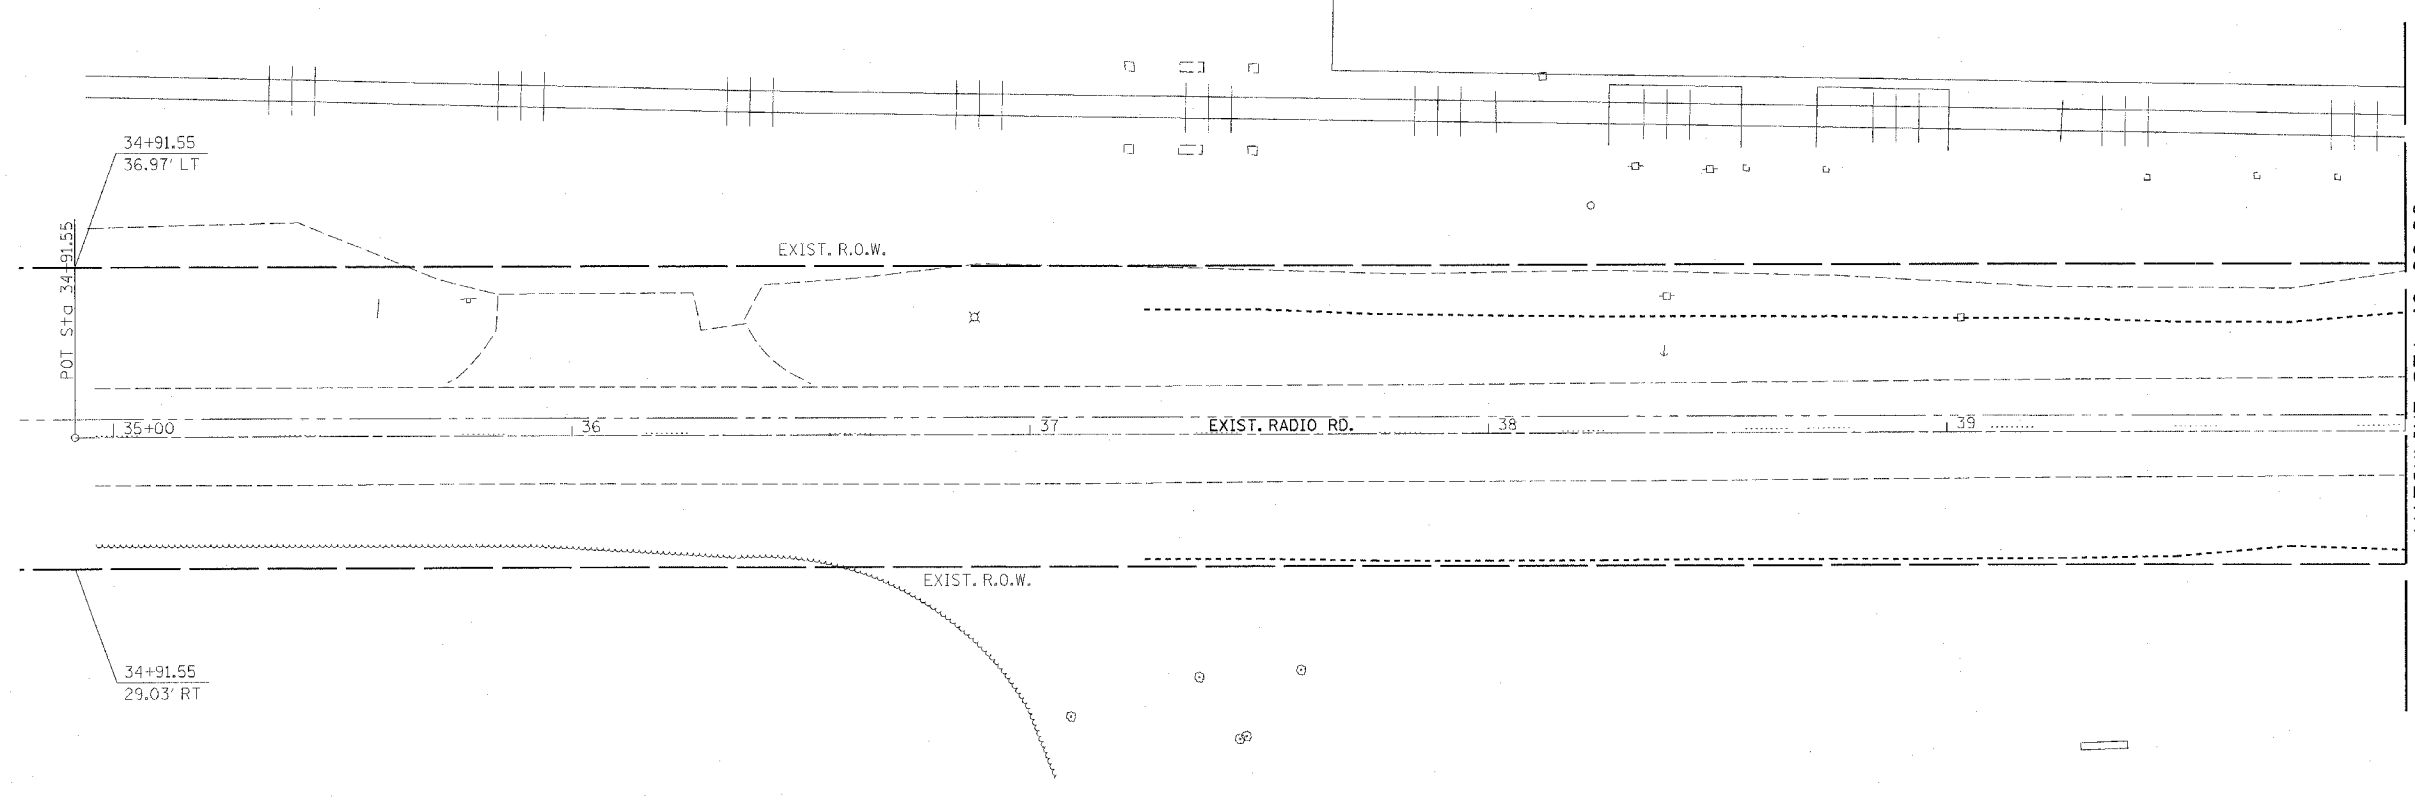 34+91.55
36.97' LT
POT Sta 34+91.55
EXIST. R.O.W.
35+00
36
37
EXIST. RADIO RD.
38
39
EXIST. R.O.W.
34+91.55
29.03' RT